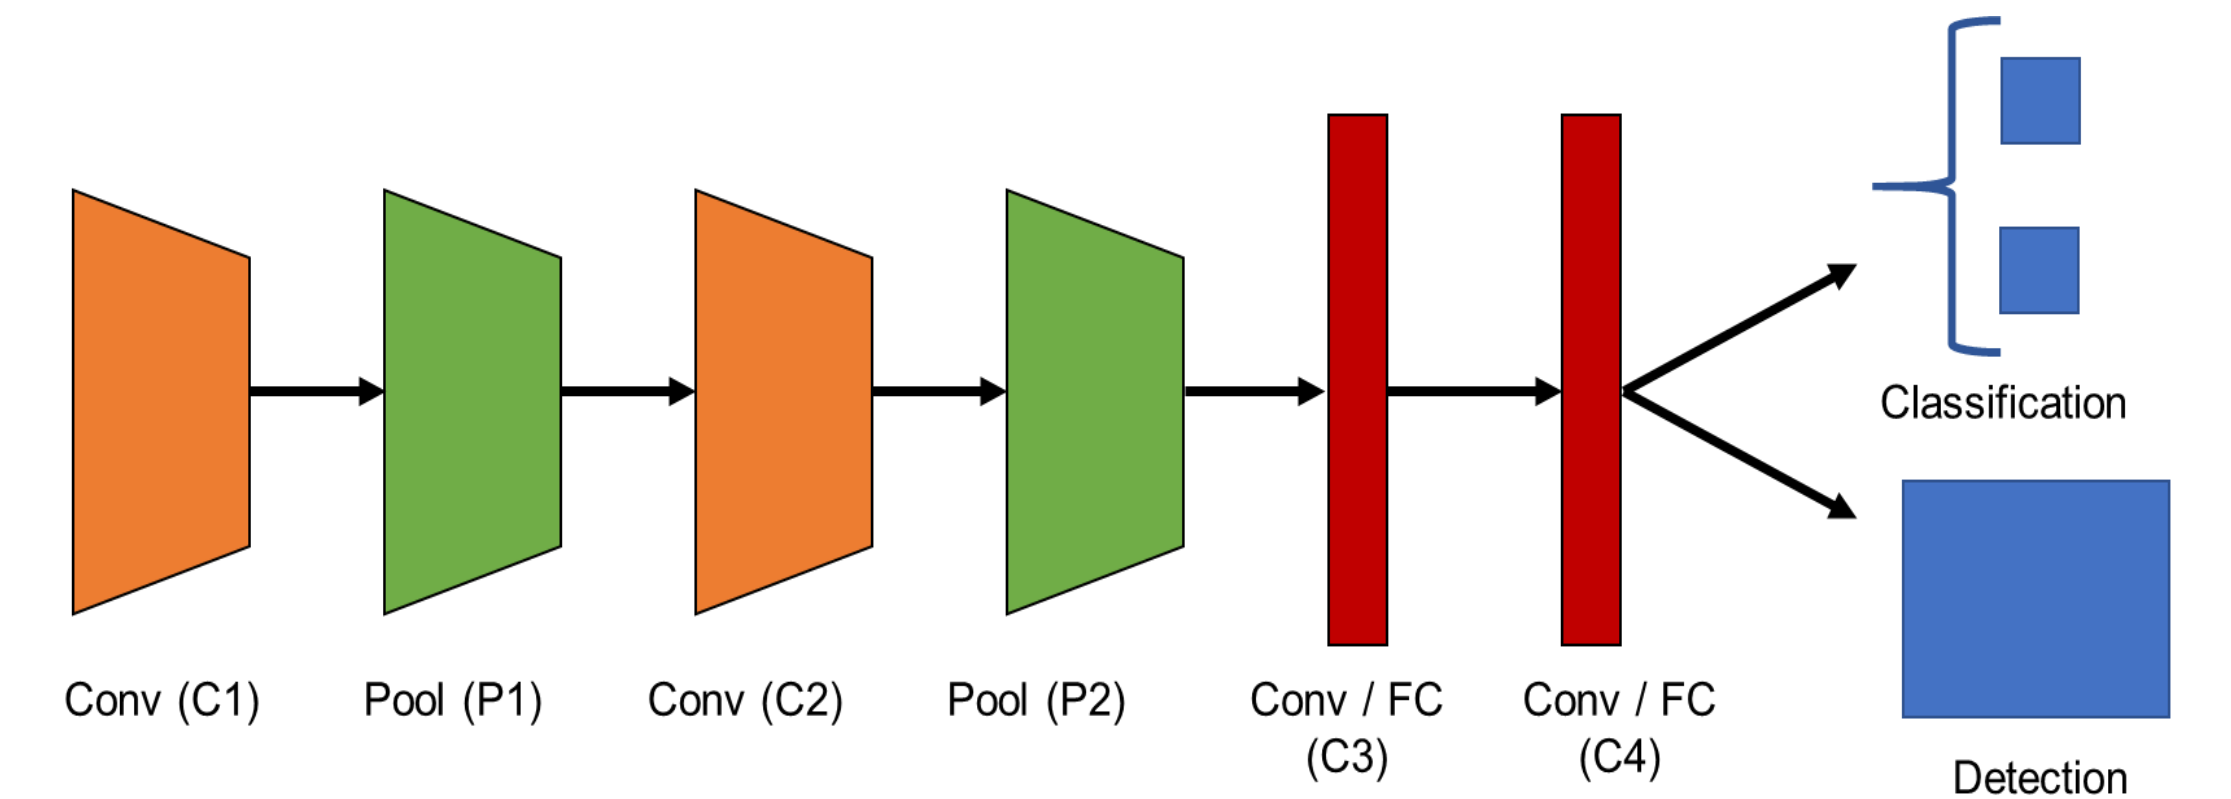 Classification
Conv (C1)
Pool (P1)
Conv (C2)
Pool (P2)
Conv / FC
(C3)
Conv / FC
(C4)
Detection